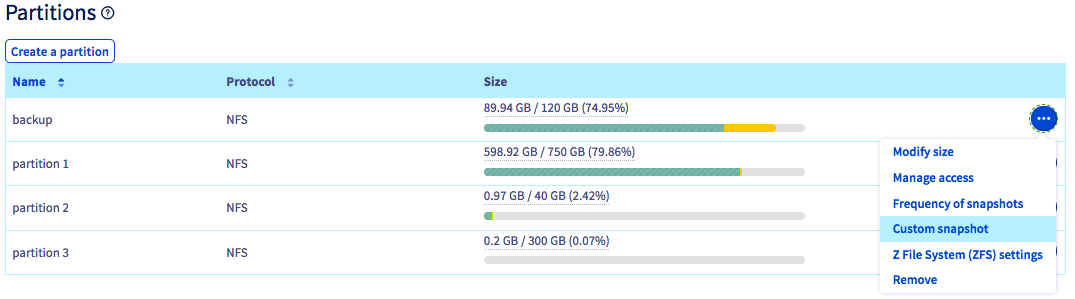 Partitions ?
Create a partition
Name Protocol Size
backup NFS 89.94 GB / 120 GB (74.95%)
partition 1 NFS 598.92 GB / 750 GB (79.86%)
partition 2 NFS 0.97 GB / 40 GB (2.42%)
partition 3 NFS 0.2 GB / 300 GB (0.07%)
Modify size
Manage access
Frequency of snapshots
Custom snapshot
Z File System (ZFS) settings
Remove